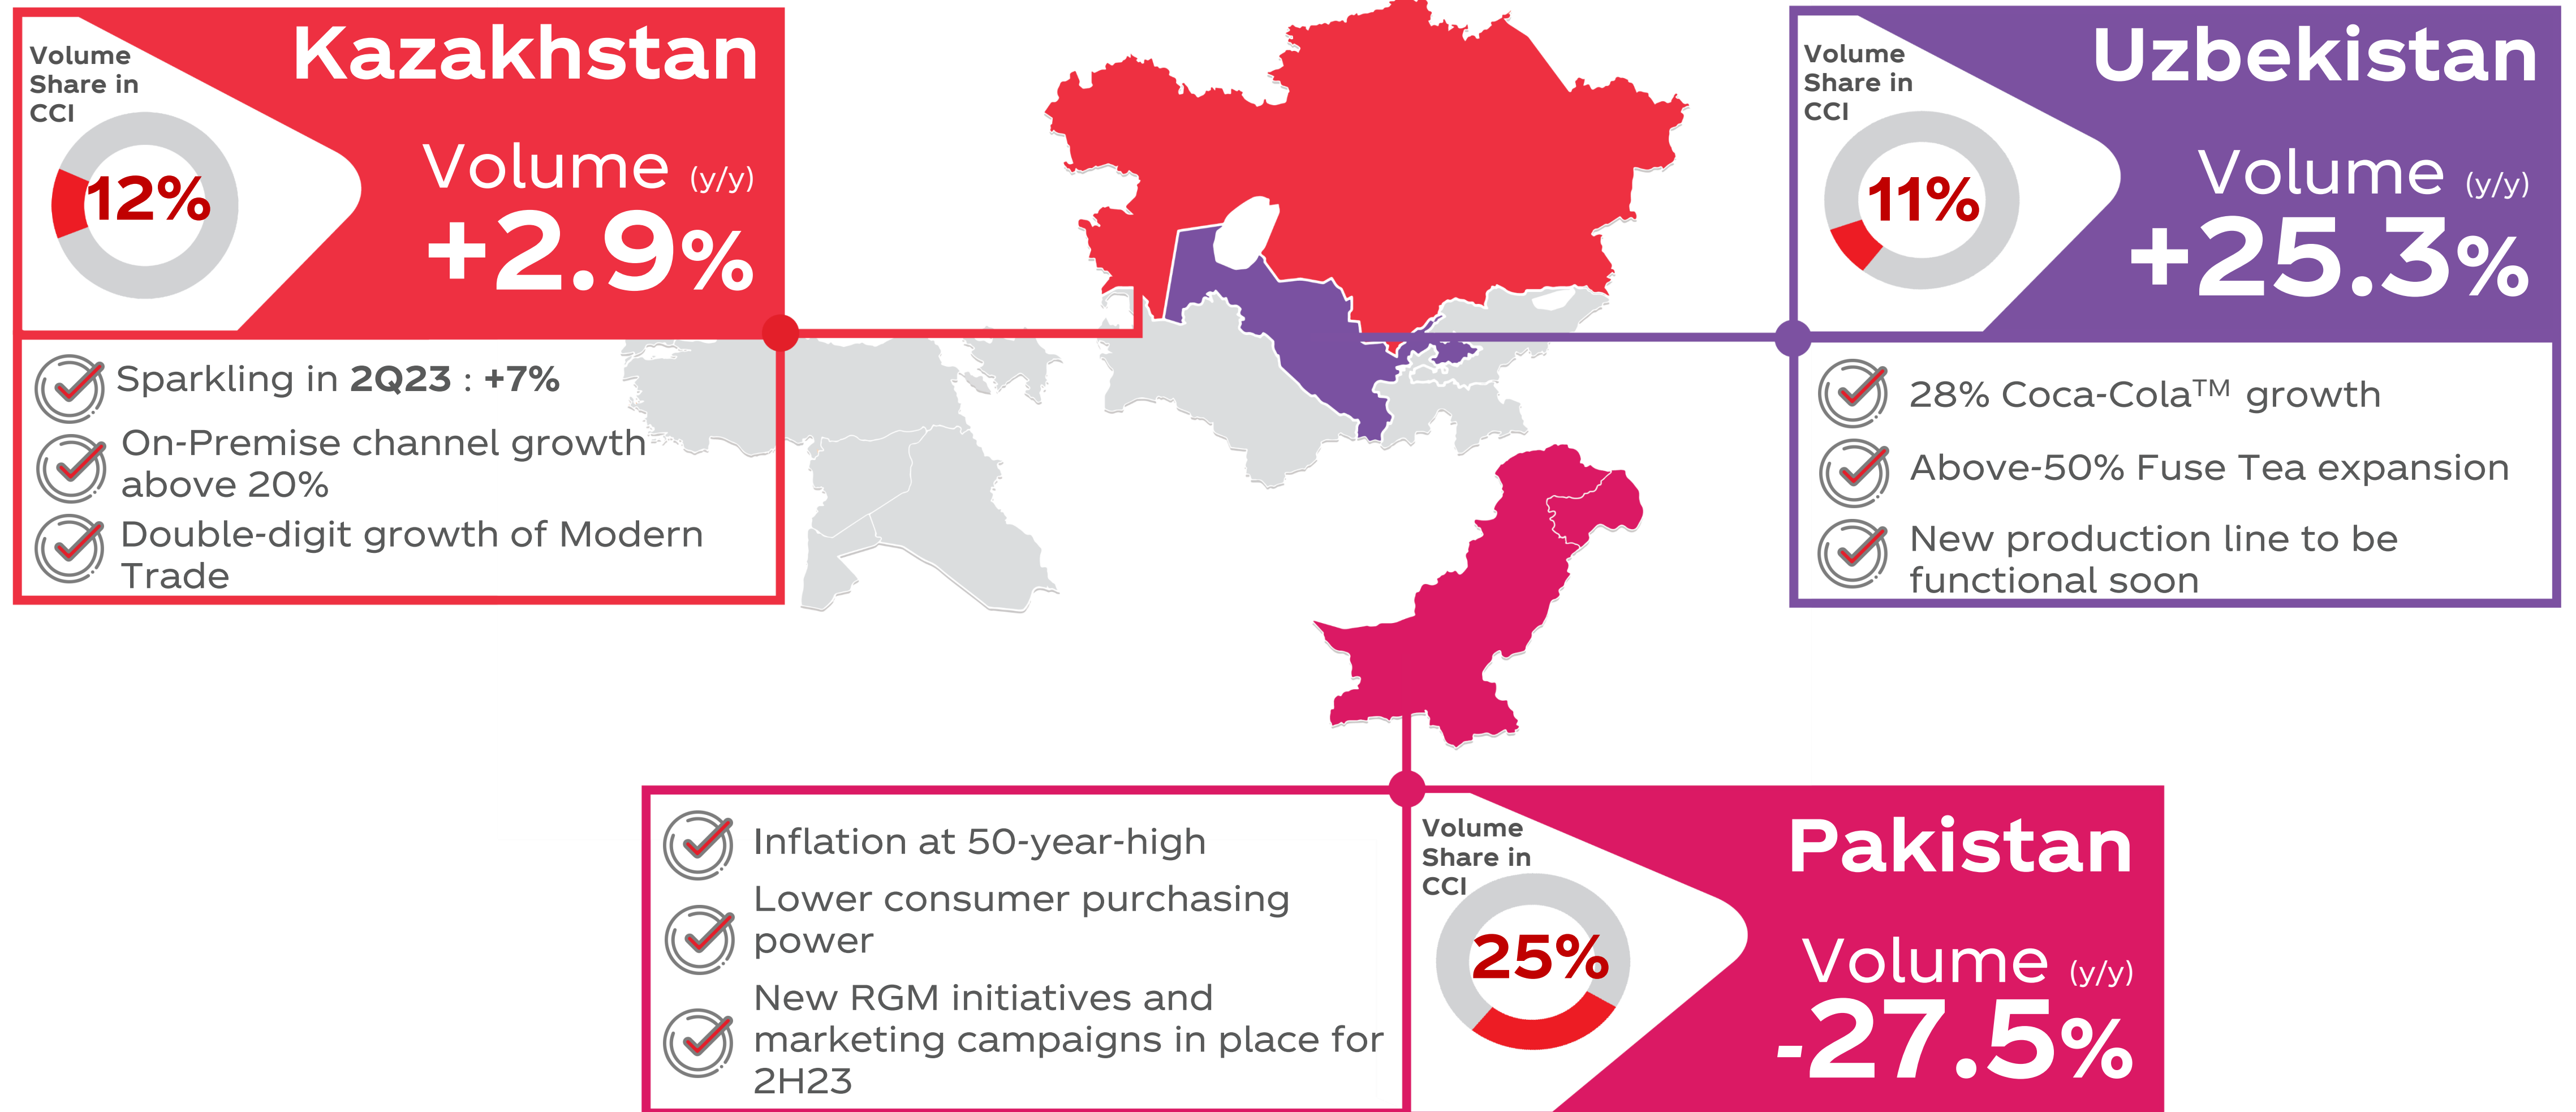 Kazakhstan
Volume
Share in
CCI
12%
Volume (y/y)
+2.9%
Sparkling in 2Q23 : +7%
On-Premise channel growth
above 20%
Double-digit growth of Modern
Trade
Uzbekistan
Volume
Share in
CCI
11%
Volume (y/y)
+25.3%
28% Coca-Cola™ growth
Above-50% Fuse Tea expansion
New production line to be
functional soon
Inflation at 50-year-high
Lower consumer purchasing
power
New RGM initiatives and
marketing campaigns in place for
2H23
Pakistan
Volume
Share in
CCI
25%
Volume (y/y)
-27.5%